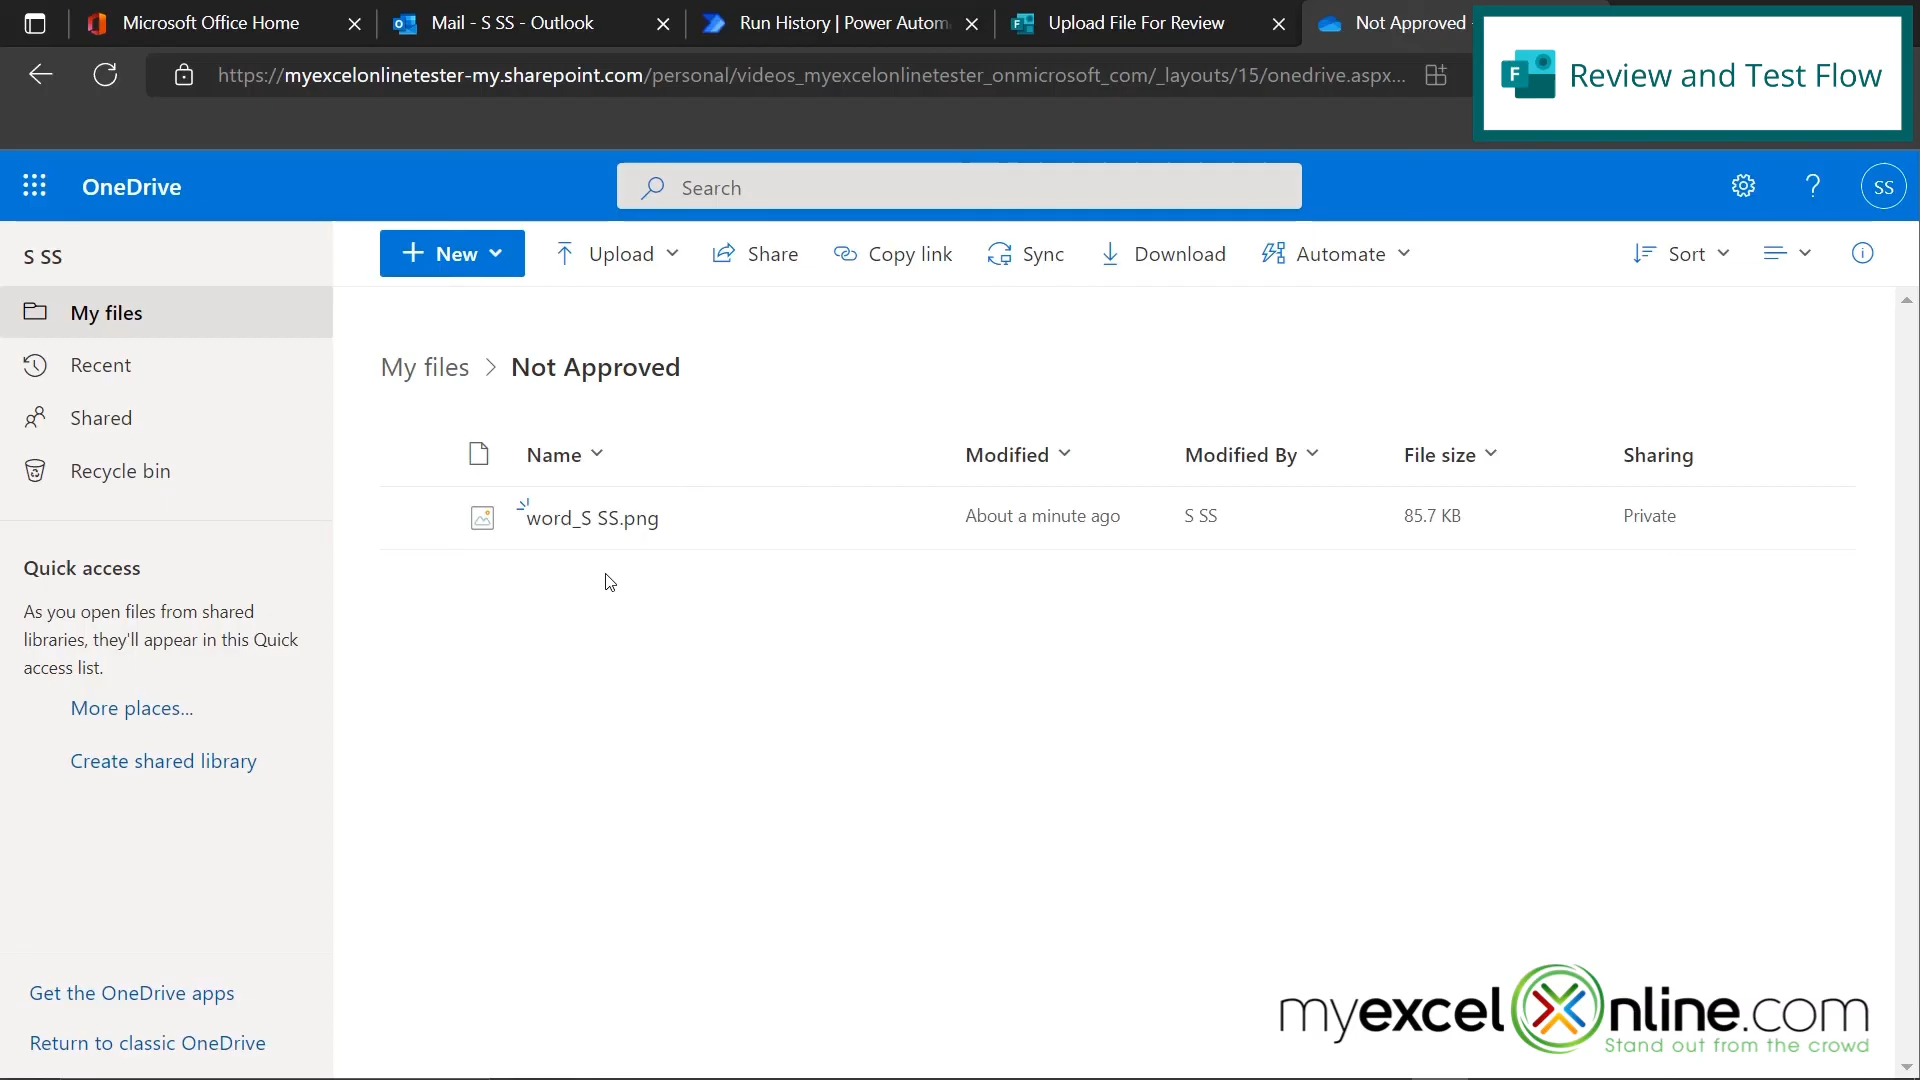 Microsoft Office Home
Mail - S SS - Outlook
Run History | Power Autom
Upload File For Review
Not Approved -
https://myexcelonlinetester-my.sharepoint.com/personal/videos_myexcelonlinetester_onmicrosoft_com/_layouts/15/onedrive.aspx...
F Review and Test Flow
OneDrive
Search
SS
S SS
New
Upload
Share
Copy link
Sync
Download
Automate
Sort
My files
Recent
Shared
Recycle bin
My files > Not Approved
Name
Modified
Modified By
File size
Sharing
word_S SS.png
About a minute ago
S SS
85.7 KB
Private
Quick access
As you open files from shared
libraries, they'll appear in this Quick
access list.
More places...
Create shared library
Get the OneDrive apps
Return to classic OneDrive
myexcelOnline.com
Stand out from the crowd